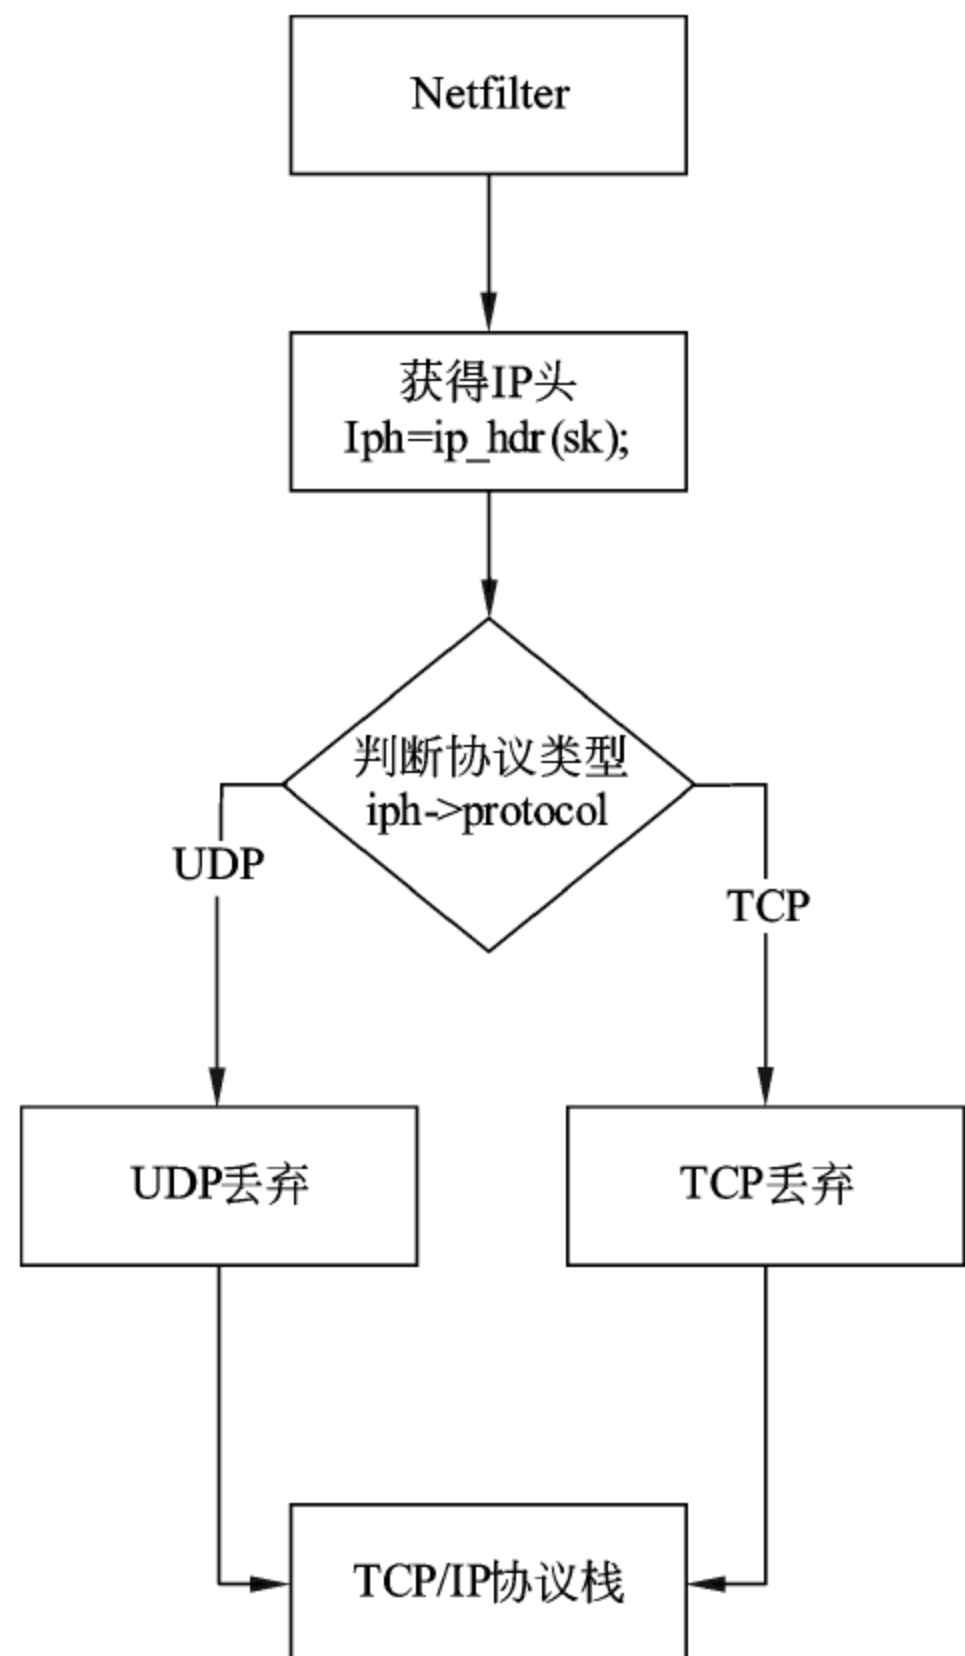 Netfilter
获得IP头
Iph=ip_hdr(sk);
判断协议类型
iph->protocol
UDP
TCP
UDP丢弃
TCP丢弃
TCP/IP协议栈